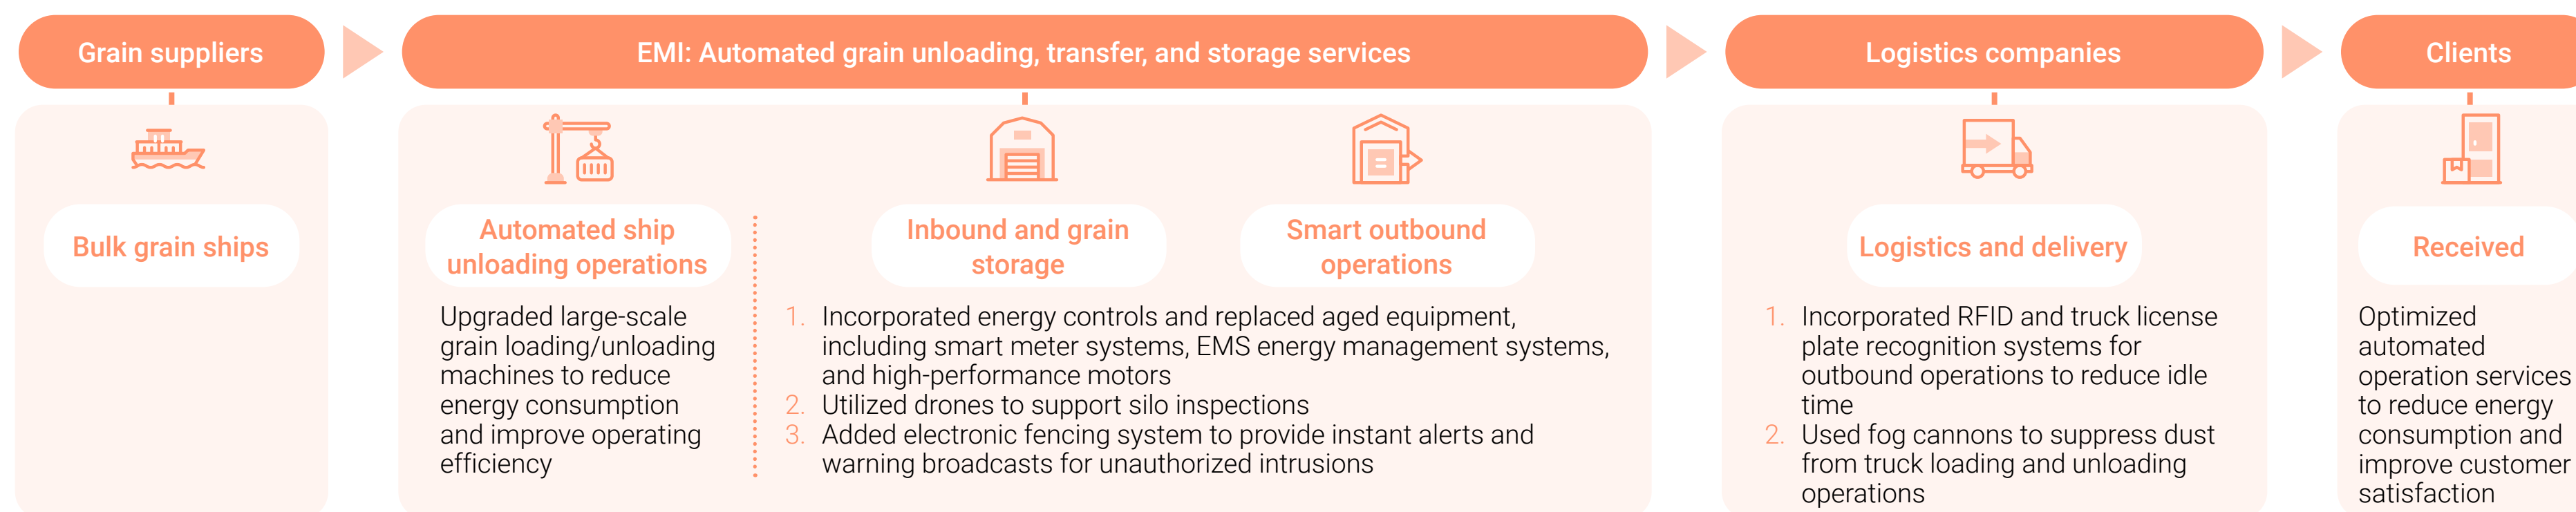 Grain suppliers
EMI: Automated grain unloading, transfer, and storage services
Logistics companies
Clients
Bulk grain ships
Automated ship
unloading operations
Upgraded large-scale
grain loading/unloading
machines to reduce
energy consumption
and improve operating
efficiency
Inbound and grain
storage
Smart outbound
operations
1. Incorporated energy controls and replaced aged equipment,
including smart meter systems, EMS energy management systems,
and high-performance motors
2. Utilized drones to support silo inspections
3. Added electronic fencing system to provide instant alerts and
warning broadcasts for unauthorized intrusions
Logistics and delivery
1. Incorporated RFID and truck license
plate recognition systems for
outbound operations to reduce idle
time
2. Used fog cannons to suppress dust
from truck loading and unloading
operations
Received
Optimized
automated
operation services
to reduce energy
consumption and
improve customer
satisfaction